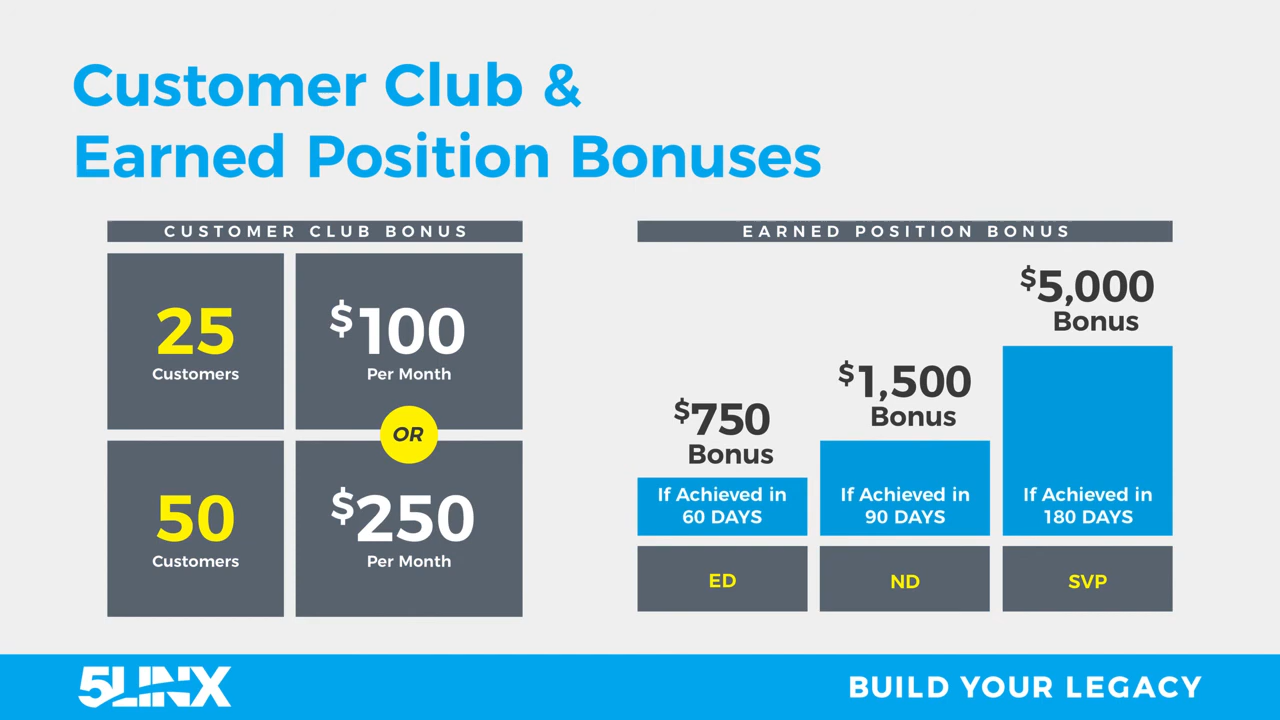 Customer Club &
Earned Position Bonuses
CUSTOMER CLUB BONUS
25
Customers
$100
Per Month
OR
50
Customers
$250
Per Month
EARNED POSITION BONUS
$750
Bonus
If Achieved in
60 DAYS
ED
$1,500
Bonus
If Achieved in
90 DAYS
ND
$5,000
Bonus
If Achieved in
180 DAYS
SVP
5LINX
BUILD YOUR LEGACY